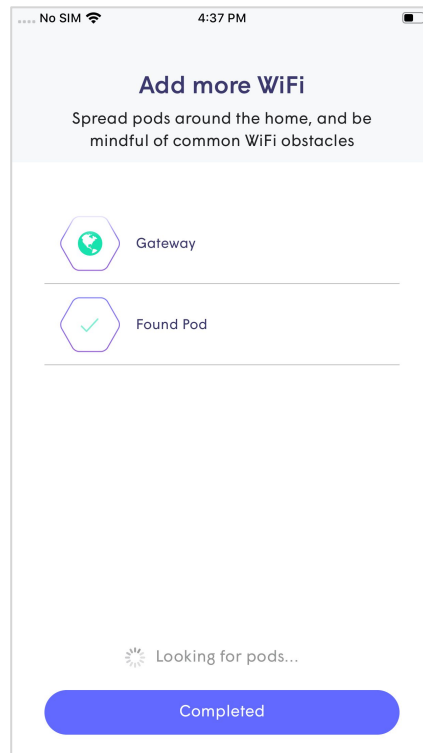 No SIM 4:37 PM
Add more WiFi
Spread pods around the home, and be
mindful of common WiFi obstacles
Gateway
Found Pod
Looking for pods...
Completed